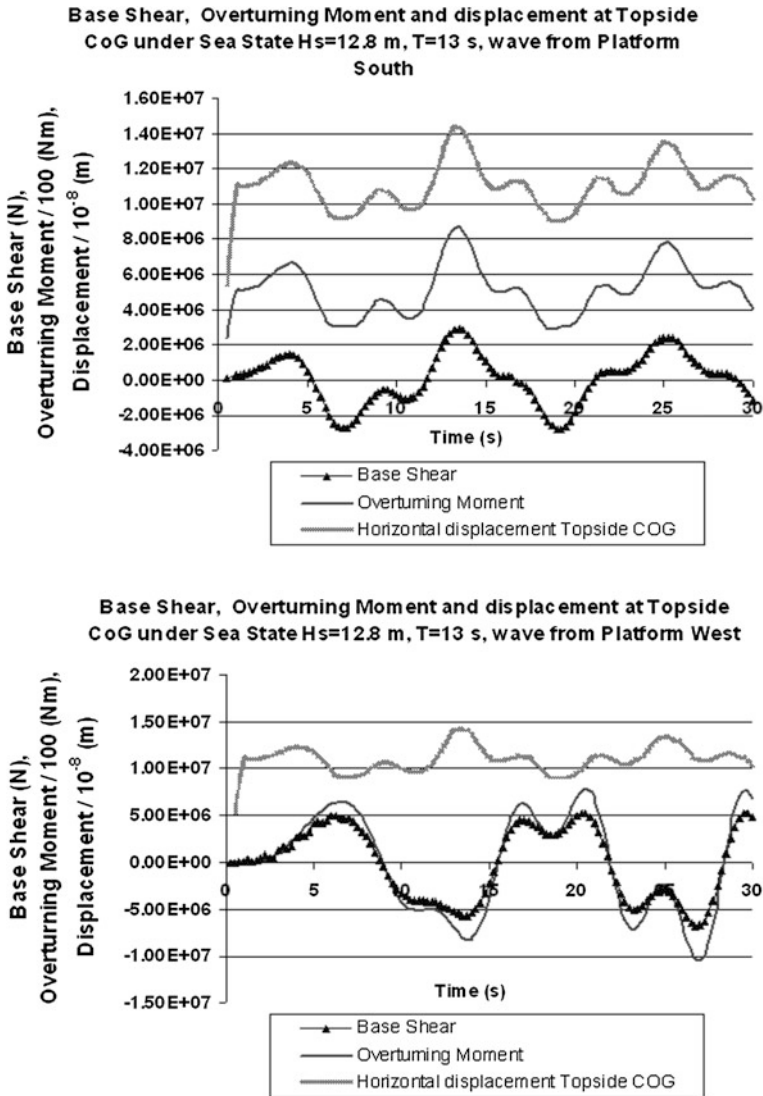 Base Shear, Overturning Moment and displacement at Topside
CoG under Sea State Hs=12.8 m, T=13 s, wave from Platform
South
Base Shear (N),
Overturning Moment / 100 (Nm),
Displacement / 10⁻⁸ (m)
1.60E+07
1.40E+07
1.20E+07
1.00E+07
8.00E+06
6.00E+06
4.00E+06
2.00E+06
0.00E+00
-2.00E+06
-4.00E+06
0 5 10 15 20 25 30
Time (s)
Base Shear
Overturning Moment
Horizontal displacement Topside COG
Base Shear, Overturning Moment and displacement at Topside
CoG under Sea State Hs=12.8 m, T=13 s, wave from Platform West
Base Shear (N),
Overturning Moment / 100 (Nm),
Displacement / 10⁻⁸ (m)
2.00E+07
1.50E+07
1.00E+07
5.00E+06
0.00E+00
-5.00E+06
-1.00E+07
-1.50E+07
0 5 10 15 20 25 30
Time (s)
Base Shear
Overturning Moment
Horizontal displacement Topside COG